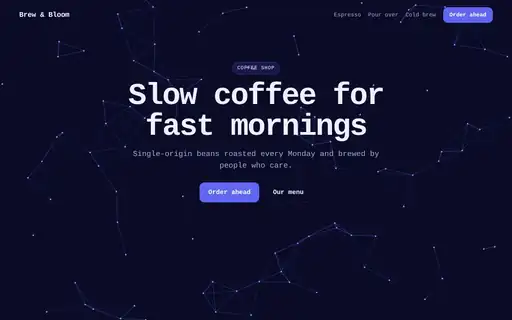 Brew & Bloom
Espresso Pour over Cold brew Order ahead
COFFEE SHOP
Slow coffee for
fast mornings
Single-origin beans roasted every Monday and brewed by
people who care.
Order ahead Our menu